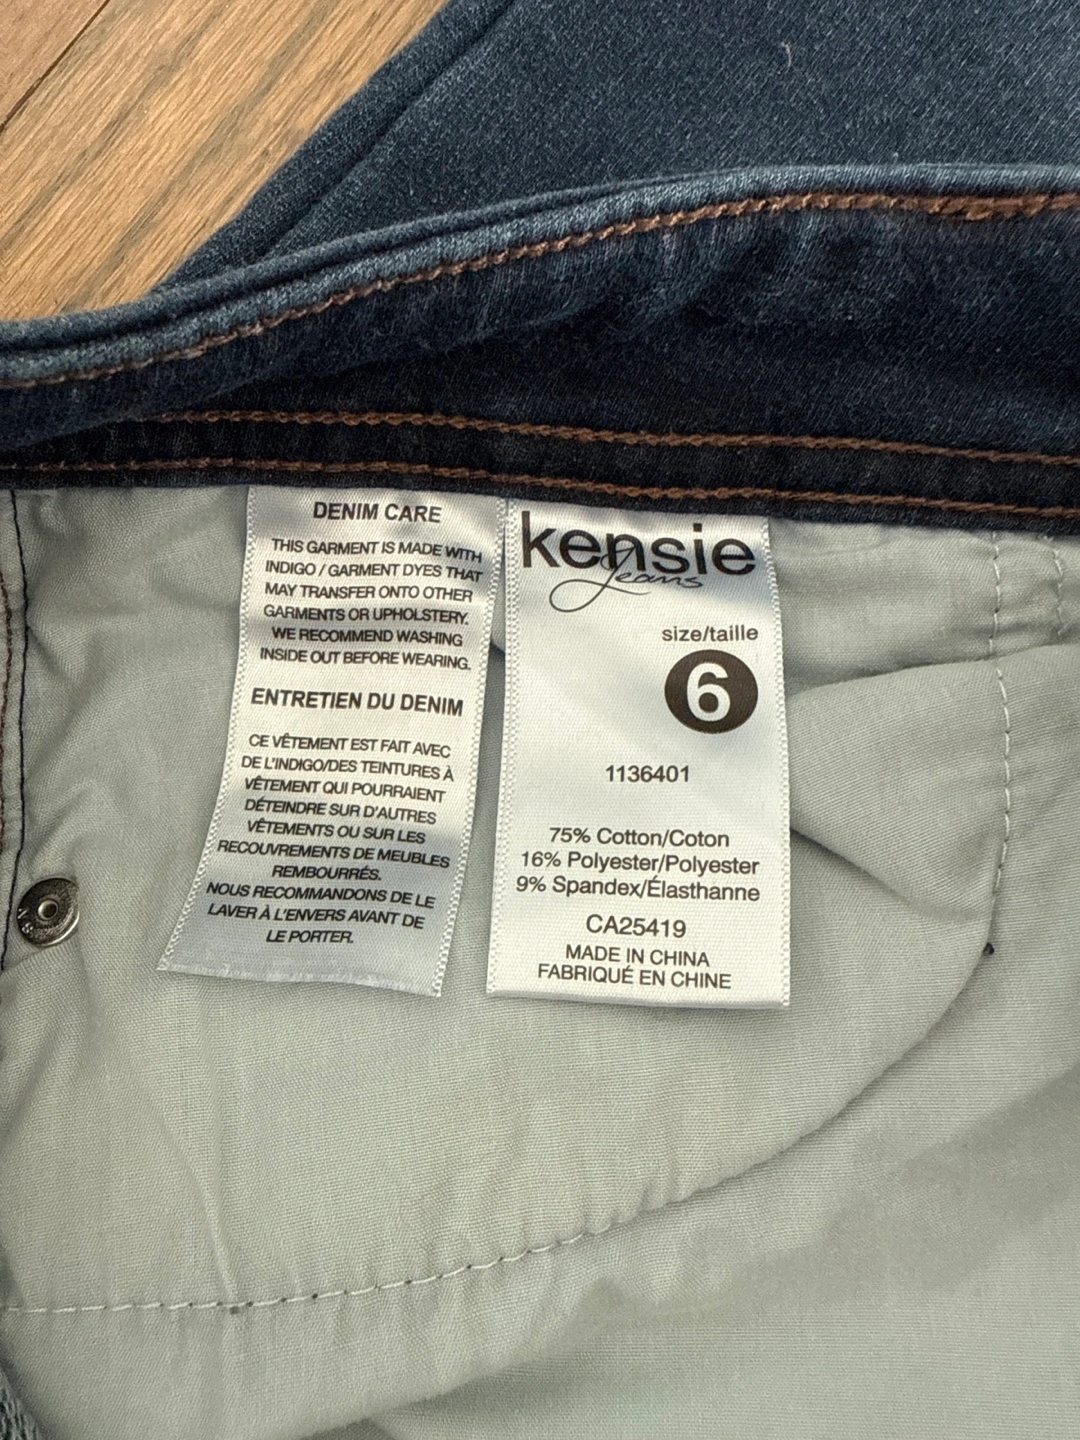 DENIM CARE
THIS GARMENT IS MADE WITH
INDIGO / GARMENT DYES THAT
MAY TRANSFER ONTO OTHER
GARMENTS OR UPHOLSTERY.
WE RECOMMEND WASHING
INSIDE OUT BEFORE WEARING.
ENTRETIEN DU DENIM
CE VÊTEMENT EST FAIT AVEC
DE L'INDIGO/DES TEINTURES À
VÊTEMENT QUI POURRAIENT
DÉTEINDRE SUR D'AUTRES
VÊTEMENTS OU SUR LES
RECOUVREMENTS DE MEUBLES
REMBOURRÉS.
NOUS RECOMMANDONS DE LE
LAVER À L'ENVERS AVANT DE
LE PORTER.
kensie
Jeans
size/taille
6
1136401
75% Cotton/Coton
16% Polyester/Polyester
9% Spandex/Élasthanne
CA25419
MADE IN CHINA
FABRIQUÉ EN CHINE